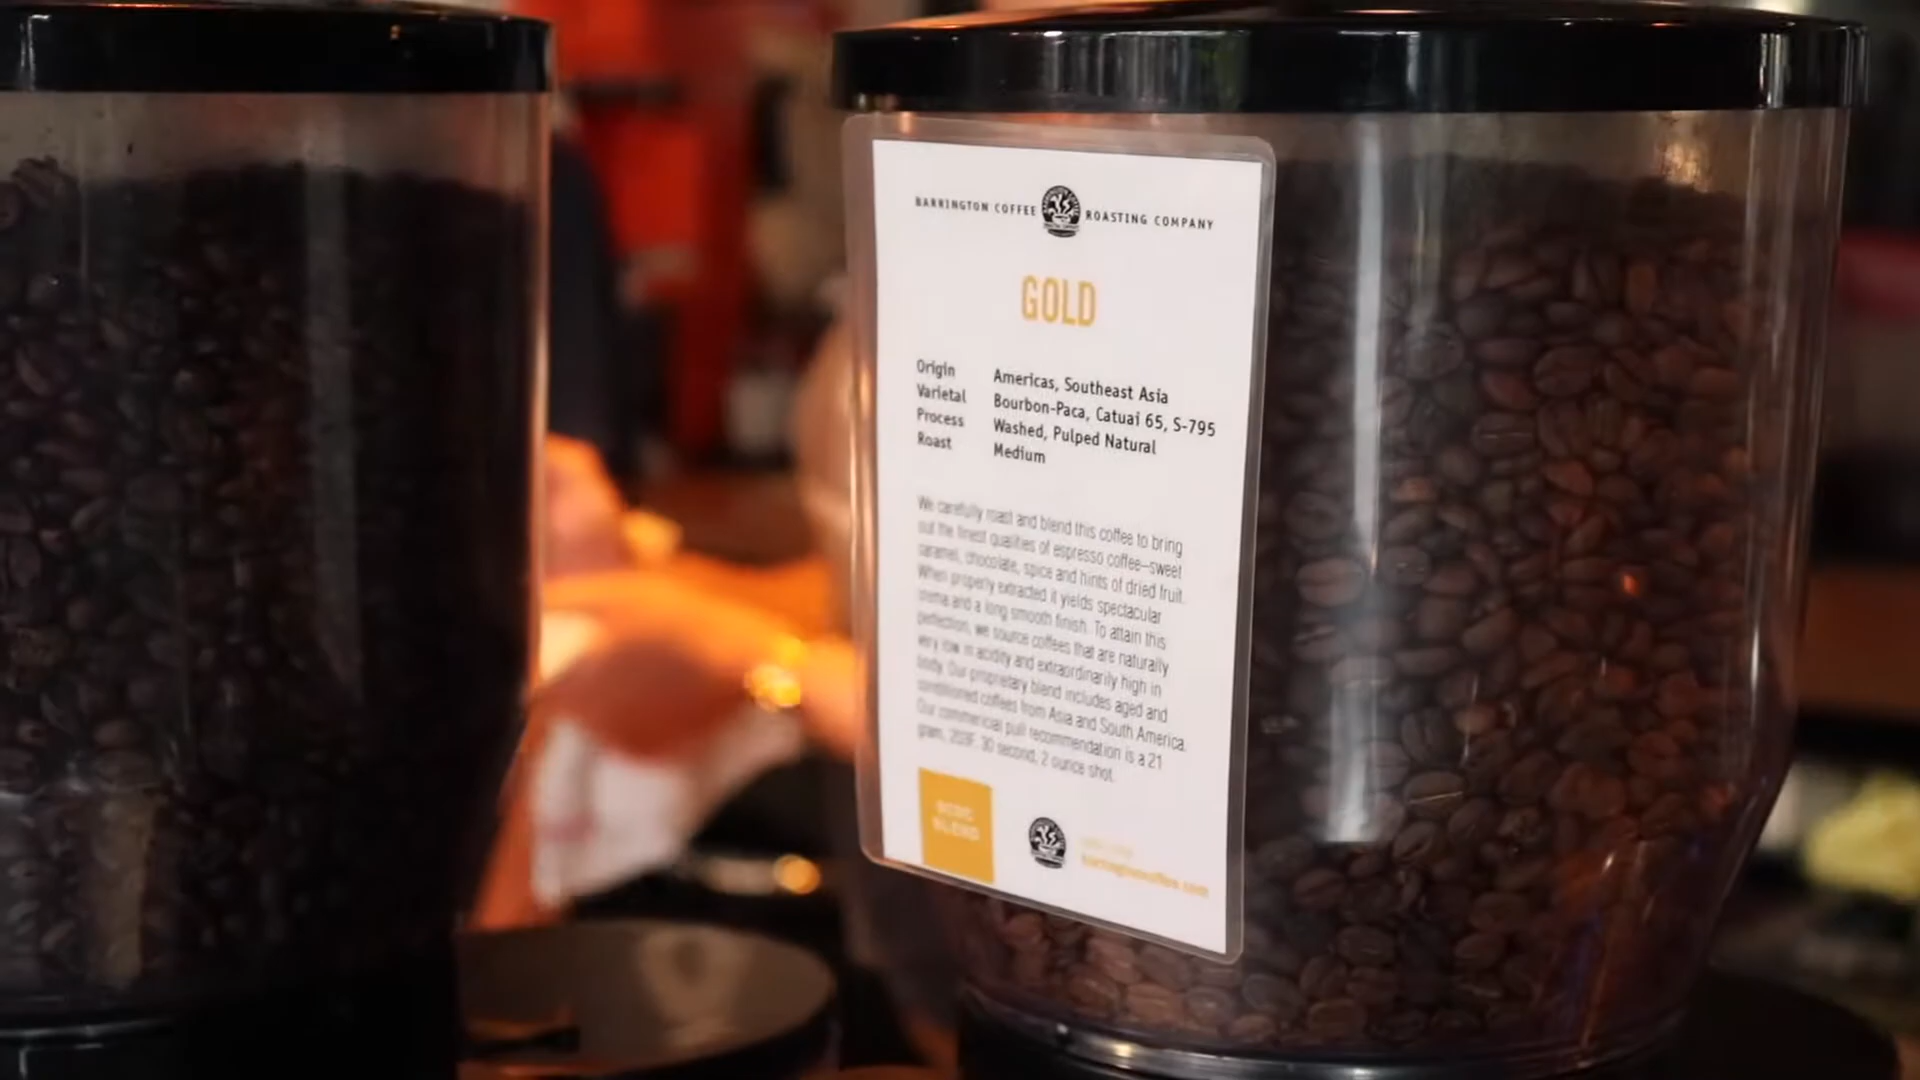 BARRINGTON COFFEE ROASTING COMPANY
GOLD
Origin Americas, Southeast Asia
Varietal Bourbon-Paca, Catuai 65, S-795
Process Washed, Pulped Natural
Roast Medium
We carefully roast and blend this coffee to bring
out the finest qualities of espresso coffee—sweet
caramel, chocolate, spice and hints of dried fruit.
When properly extracted it yields spectacular
crema and a long smooth finish. To attain this
perfection, we source coffees that are naturally
very low in acidity and extraordinarily high in
body. Our proprietary blend includes aged and
conditioned coffees from Asia and South America.
Our commercial pull recommendation is a 21
gram, 203F, 30 second, 2 ounce shot.
BLEND
barringtoncoffee.com